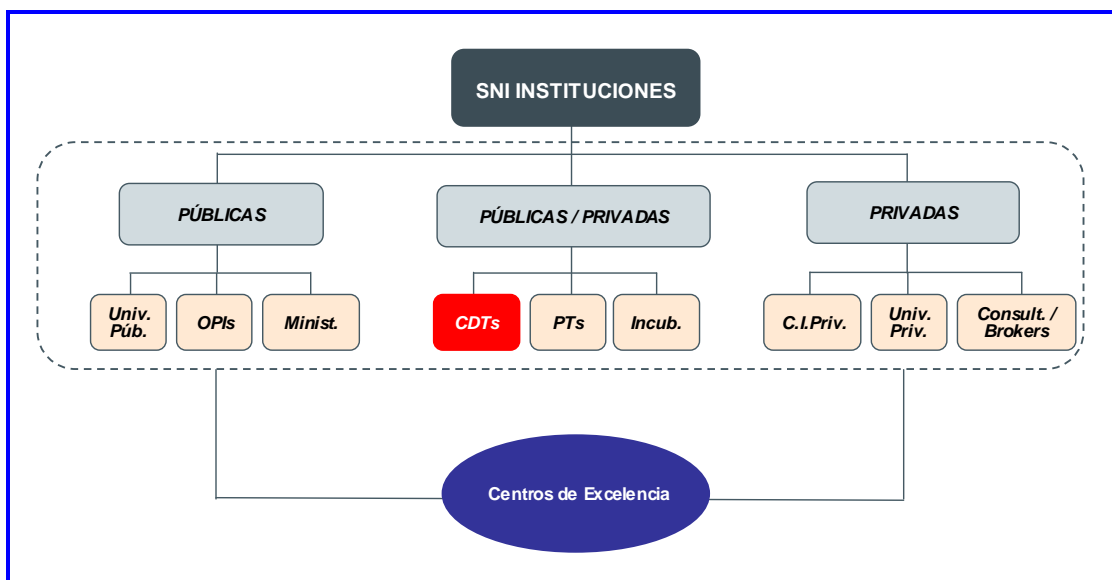 SNI INSTITUCIONES
PÚBLICAS
PÚBLICAS / PRIVADAS
PRIVADAS
Univ.
Púb.
OPIs
Minist.
CDTs
PTs
Incub.
C.I.Priv.
Univ.
Priv.
Consult. /
Brokers
Centros de Excelencia